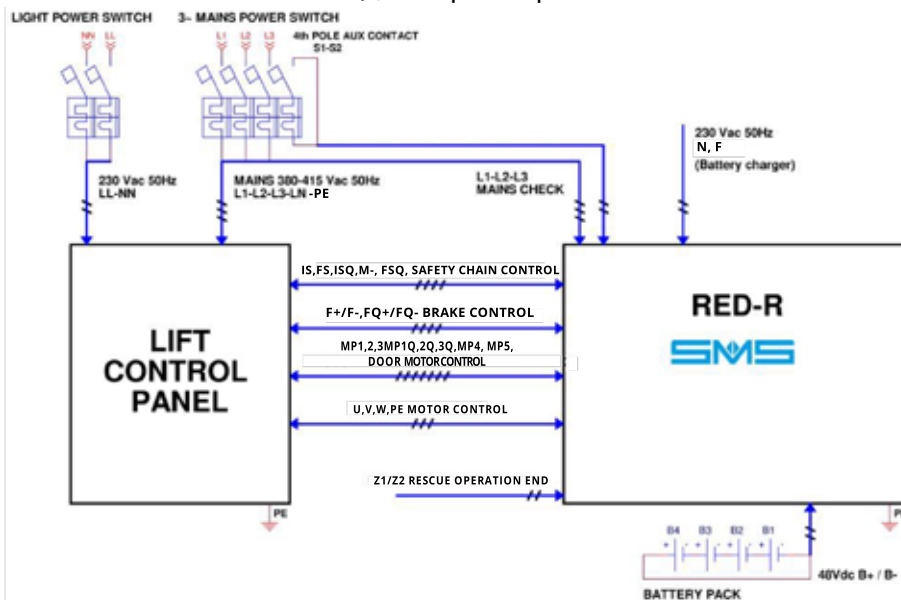 LIGHT POWER SWITCH
3~ MAINS POWER SWITCH
NN LL
L1 L2 L3
4th POLE AUX CONTACT
S1-S2
230 Vac 50Hz
LL-NN
MAINS 380-415 Vac 50Hz
L1-L2-L3-LN -PE
L1-L2-L3
MAINS CHECK
230 Vac 50Hz
N, F
(Battery charger)
IS,FS,ISQ,M-, FSQ, SAFETY CHAIN CONTROL
F+/F-,FQ+/FQ- BRAKE CONTROL
MP1,2,3MP1Q,2Q,3Q,MP4, MP5,
DOOR MOTORCONTROL
U,V,W,PE MOTOR CONTROL
Z1/Z2 RESCUE OPERATION END
LIFT
CONTROL
PANEL
RED-R
SMS
PE
B4 B3 B2 B1
+ - + - + - + -
48Vdc B+ / B-
BATTERY PACK